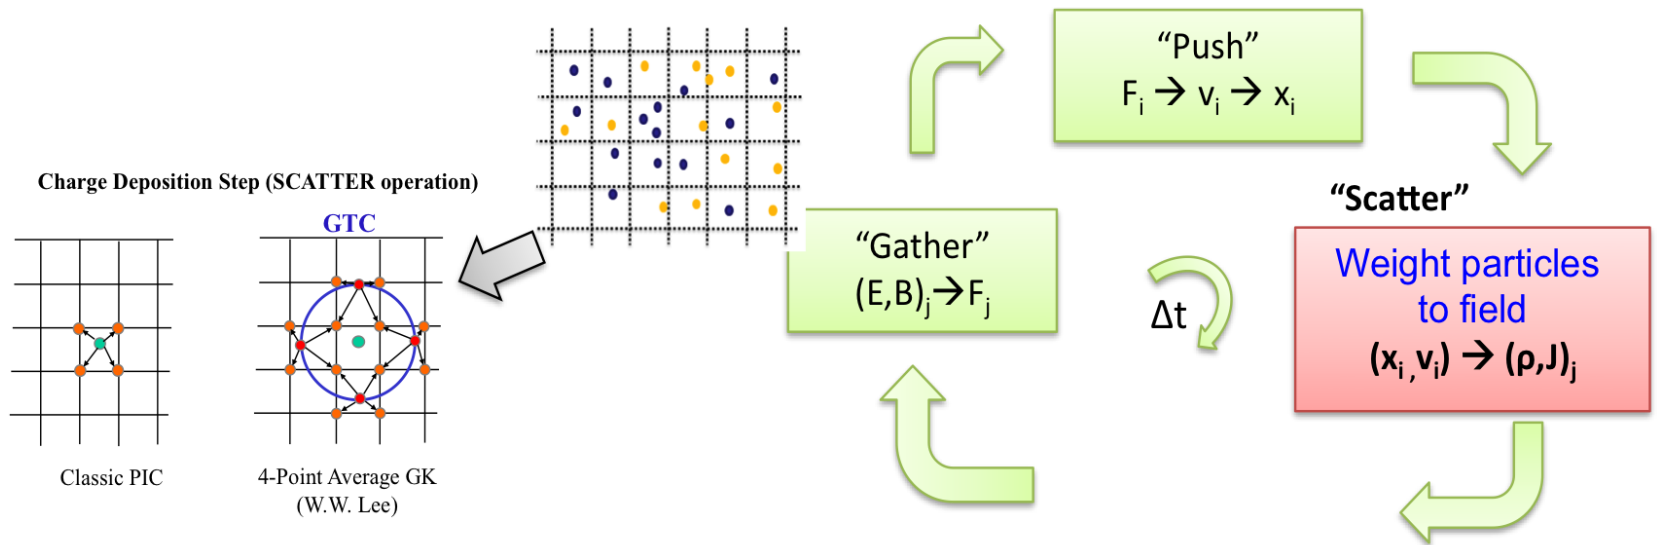 Charge Deposition Step (SCATTER operation)
GTC
Classic PIC
4-Point Average GK
(W.W. Lee)
“Push”
Fi → vi → xi
“Scatter”
Weight particles
to field
(xi ,vi) → (ρ,J)j
“Gather”
(E,B)j→Fj
Δt